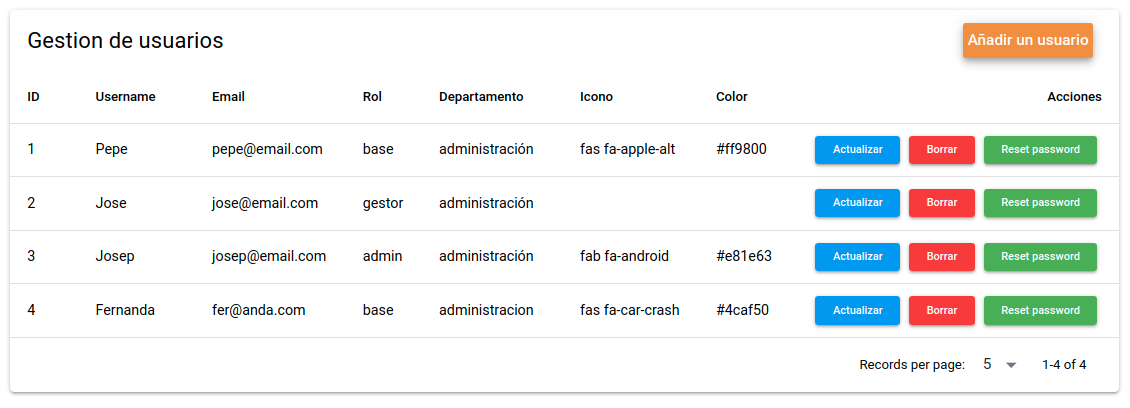 Gestion de usuarios Añadir un usuario
ID Username Email Rol Departamento Icono Color Acciones
1 Pepe pepe@email.com base administración fas fa-apple-alt #ff9800 Actualizar Borrar Reset password
2 Jose jose@email.com gestor administración Actualizar Borrar Reset password
3 Josep josep@email.com admin administración fab fa-android #e81e63 Actualizar Borrar Reset password
4 Fernanda fer@anda.com base administracion fas fa-car-crash #4caf50 Actualizar Borrar Reset password
Records per page: 5 1-4 of 4